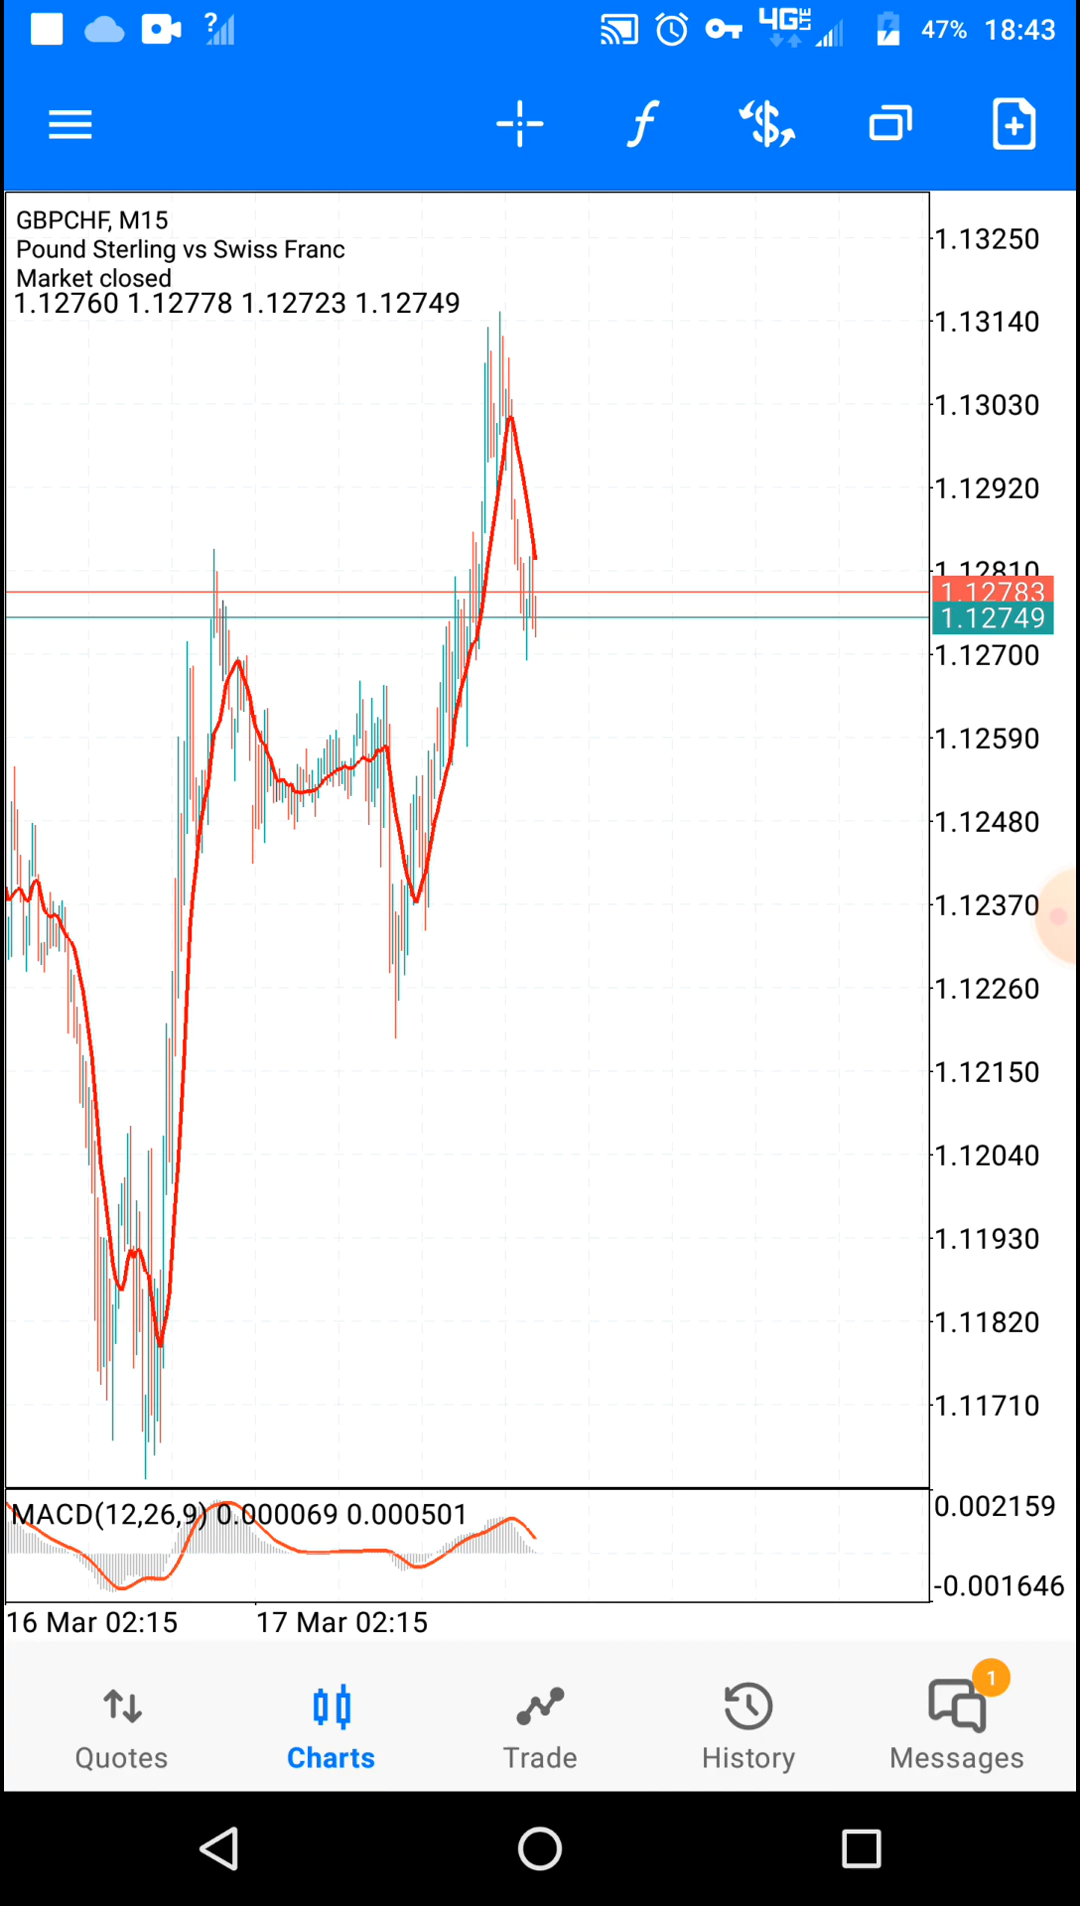 ?
4G LTE
47% 18:43
f
$
GBPCHF, M15
Pound Sterling vs Swiss Franc
Market closed
1.12760 1.12778 1.12723 1.12749
1.13250
1.13140
1.13030
1.12920
1.12810
1.12783
1.12749
1.12700
1.12590
1.12480
1.12370
1.12260
1.12150
1.12040
1.11930
1.11820
1.11710
MACD(12,26,9) 0.000069 0.000501
0.002159
-0.001646
16 Mar 02:15 17 Mar 02:15
1
Quotes Charts Trade History Messages